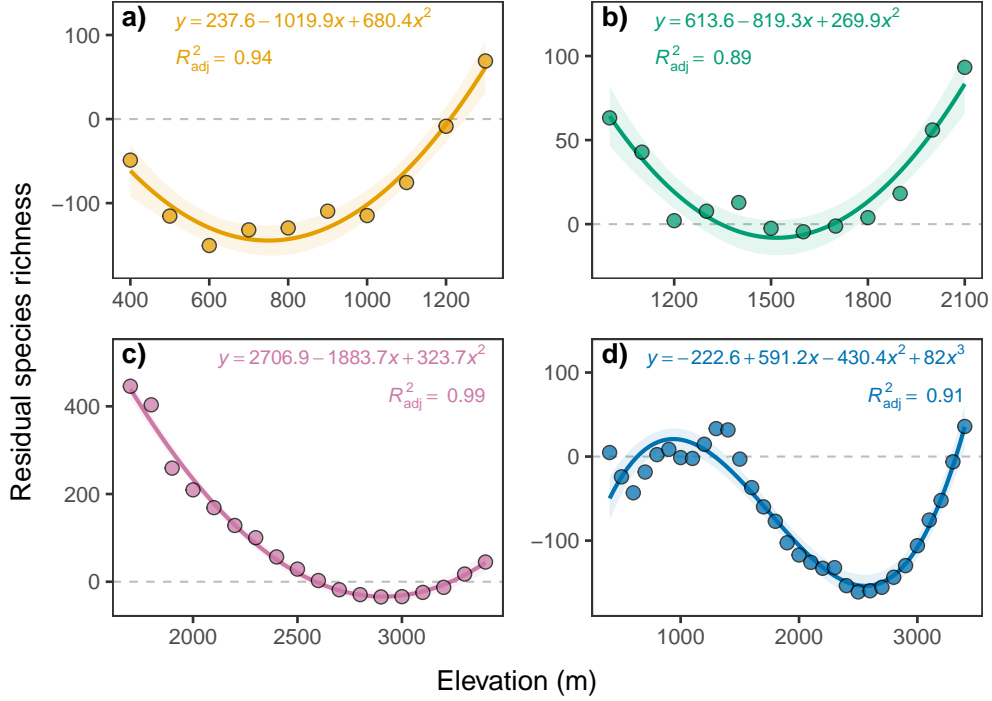 a)
y = 237.6 − 1019.9x + 680.4x²
R²adj = 0.94
100
0
−100
400 600 800 1000 1200
b)
y = 613.6 − 819.3x + 269.9x²
R²adj = 0.89
100
50
0
1200 1500 1800 2100
c)
y = 2706.9 − 1883.7x + 323.7x²
R²adj = 0.99
400
200
0
2000 2500 3000
d)
y = −222.6 + 591.2x − 430.4x² + 82x³
R²adj = 0.91
100
0
−100
1000 2000 3000
Residual species richness
Elevation (m)